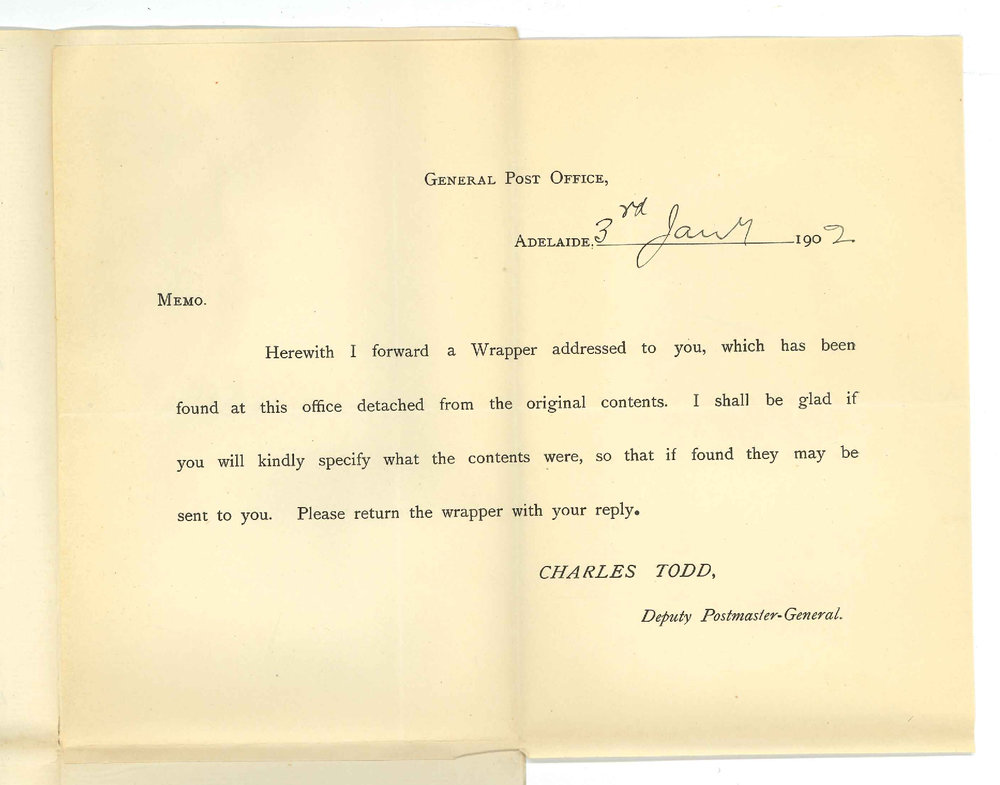 General Post Office,
Adelaide, 3rd Jany 1902.
Memo.
Herewith I forward a Wrapper addressed to you, which has been
found at this office detached from the original contents. I shall be glad if
you will kindly specify what the contents were, so that if found they may be
sent to you. Please return the wrapper with your reply.
CHARLES TODD,
Deputy Postmaster-General.